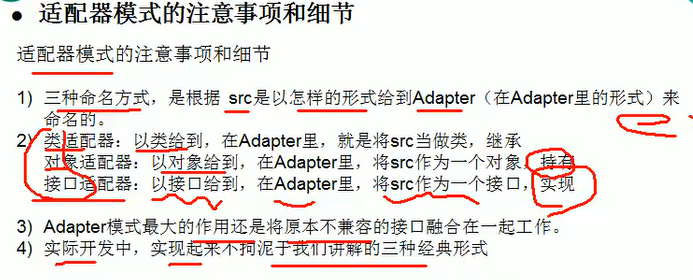 ● 适配器模式的注意事项和细节
适配器模式的注意事项和细节
1) 三种命名方式，是根据 src是以怎样的形式给到Adapter（在Adapter里的形式）来
命名的。
2) 类适配器：以类给到，在Adapter里，就是将src当做类，继承
对象适配器：以对象给到，在Adapter里，将src作为一个对象，持有
接口适配器：以接口给到，在Adapter里，将src作为一个接口，实现
3) Adapter模式最大的作用还是将原本不兼容的接口融合在一起工作。
4) 实际开发中，实现起来不拘泥于我们讲解的三种经典形式